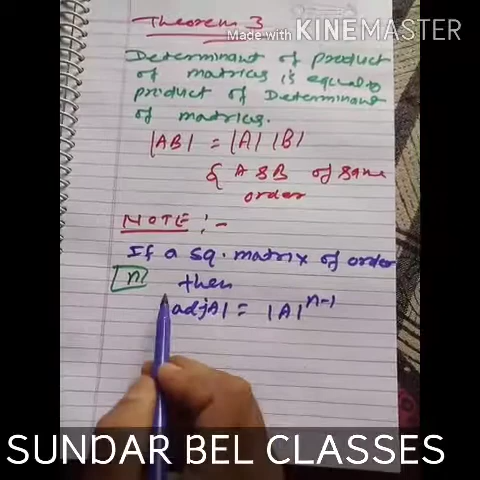 Theorem 3
Made with KINEMASTER
Determinant of product
of matrices is equal to
product of Determinant
of matrices.
|AB| = |A| |B|
& A & B of same
order
NOTE :-
If a sq. matrix of order
n then
|adjA| = |A|^n-1
SUNDAR BEL CLASSES